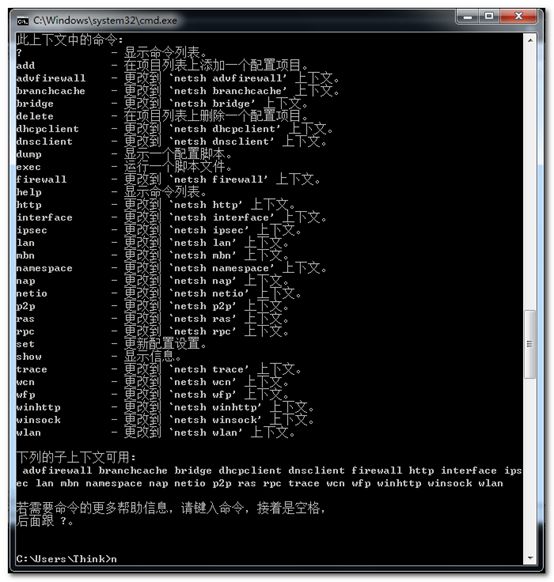 C:\Windows\system32\cmd.exe
此上下文中的命令:
?              - 显示命令列表。
add            - 在项目列表上添加一个配置项目。
advfirewall    - 更改到 `netsh advfirewall' 上下文。
branchcache    - 更改到 `netsh branchcache' 上下文。
bridge         - 更改到 `netsh bridge' 上下文。
delete         - 在项目列表上删除一个配置项目。
dhcpclient     - 更改到 `netsh dhcpclient' 上下文。
dnsclient      - 更改到 `netsh dnsclient' 上下文。
dump           - 显示一个配置脚本。
exec           - 运行一个脚本文件。
firewall       - 更改到 `netsh firewall' 上下文。
help           - 显示命令列表。
http           - 更改到 `netsh http' 上下文。
interface      - 更改到 `netsh interface' 上下文。
ipsec          - 更改到 `netsh ipsec' 上下文。
lan            - 更改到 `netsh lan' 上下文。
mbn            - 更改到 `netsh mbn' 上下文。
namespace      - 更改到 `netsh namespace' 上下文。
nap            - 更改到 `netsh nap' 上下文。
netio          - 更改到 `netsh netio' 上下文。
p2p            - 更改到 `netsh p2p' 上下文。
ras            - 更改到 `netsh ras' 上下文。
rpc            - 更改到 `netsh rpc' 上下文。
set            - 更新配置设置。
show           - 显示信息。
trace          - 更改到 `netsh trace' 上下文。
wcn            - 更改到 `netsh wcn' 上下文。
wfp            - 更改到 `netsh wfp' 上下文。
winhttp        - 更改到 `netsh winhttp' 上下文。
winsock        - 更改到 `netsh winsock' 上下文。
wlan           - 更改到 `netsh wlan' 上下文。
下列的子上下文可用:
advfirewall branchcache bridge dhcpclient dnsclient firewall http interface ips
ec lan mbn namespace nap netio p2p ras rpc trace wcn wfp winhttp winsock wlan
若需要命令的更多帮助信息，请键入命令，接着是空格，
后面跟 ?。
C:\Users\Think>n